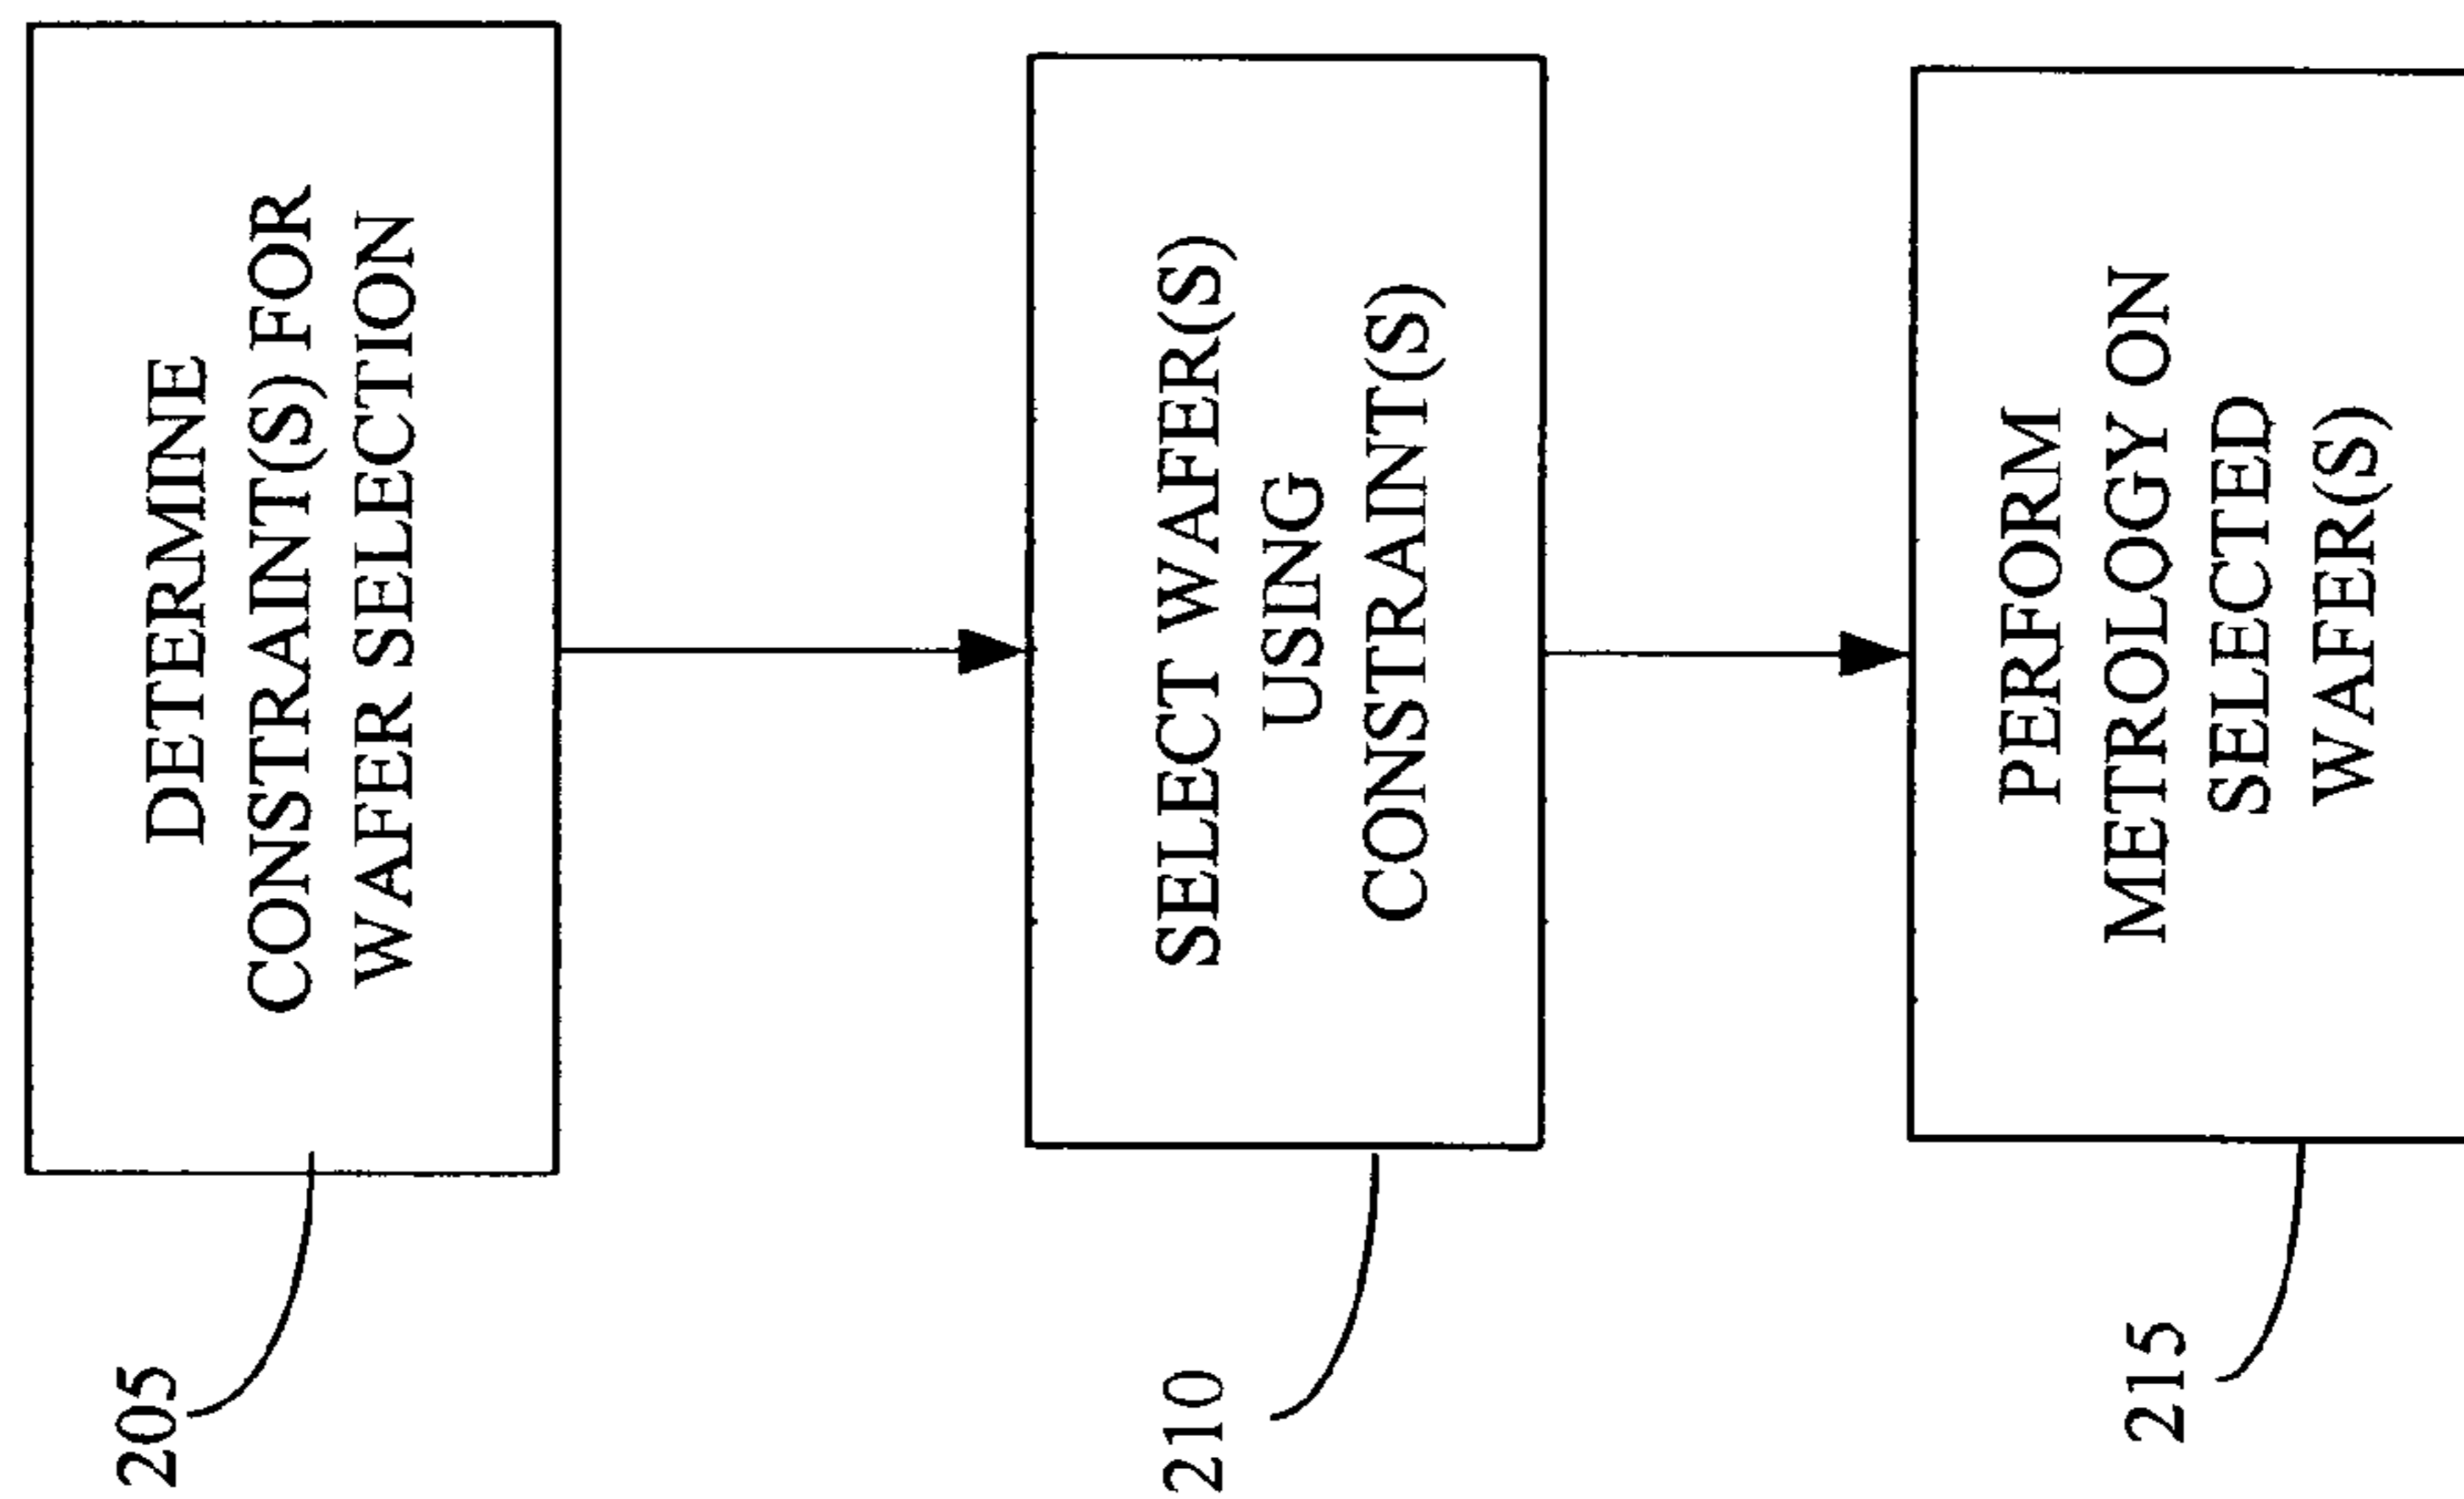 205
DETERMINE
CONSTRAINT(S) FOR
WAFER SELECTION
210
SELECT WAFER(S)
USING
CONSTRAINT(S)
215
PERFORM
METROLOGY ON
SELECTED
WAFER(S)